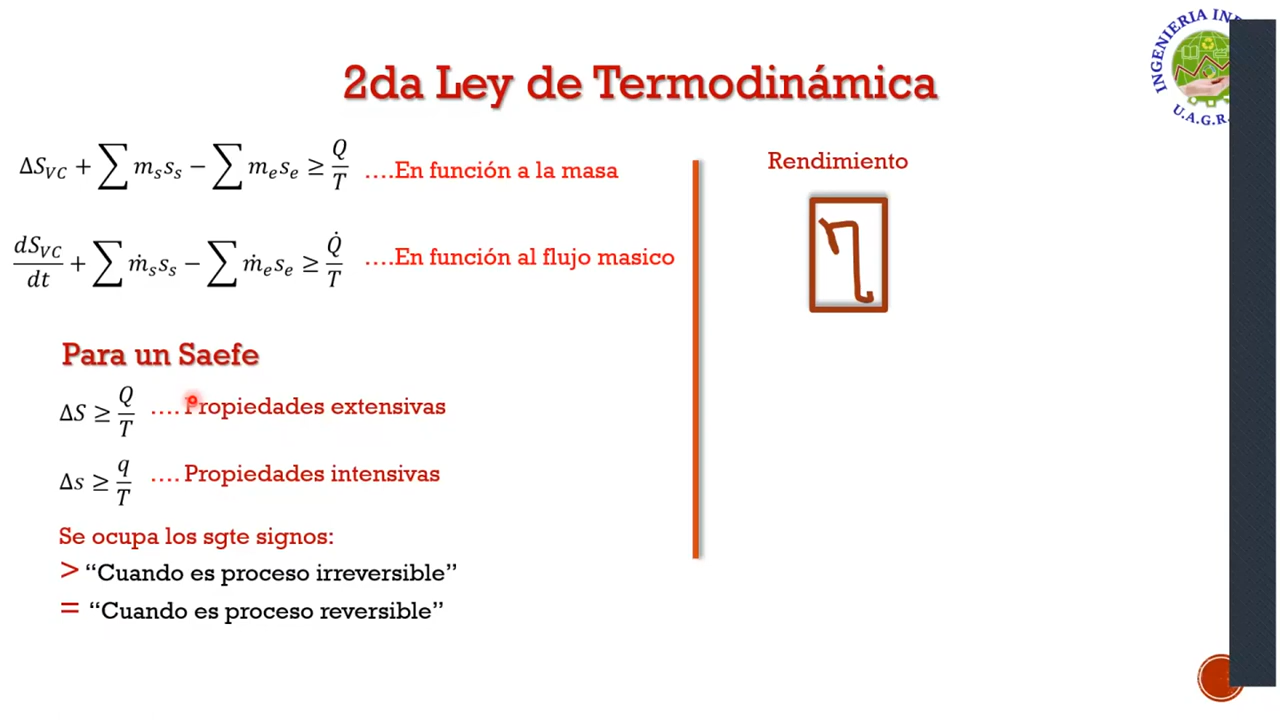 2da Ley de Termodinámica
INGENIERIA IN
U.A.G.R.
ΔS_VC + ∑ m_s s_s − ∑ m_e s_e ≥ Q/T ….En función a la masa
dS_VC/dt + ∑ ṁ_s s_s − ∑ ṁ_e s_e ≥ Q̇/T ….En función al flujo masico
Para un Saefe
ΔS ≥ Q/T …. Propiedades extensivas
Δs ≥ q/T …. Propiedades intensivas
Se ocupa los sgte signos:
> “Cuando es proceso irreversible”
= “Cuando es proceso reversible”
Rendimiento
η